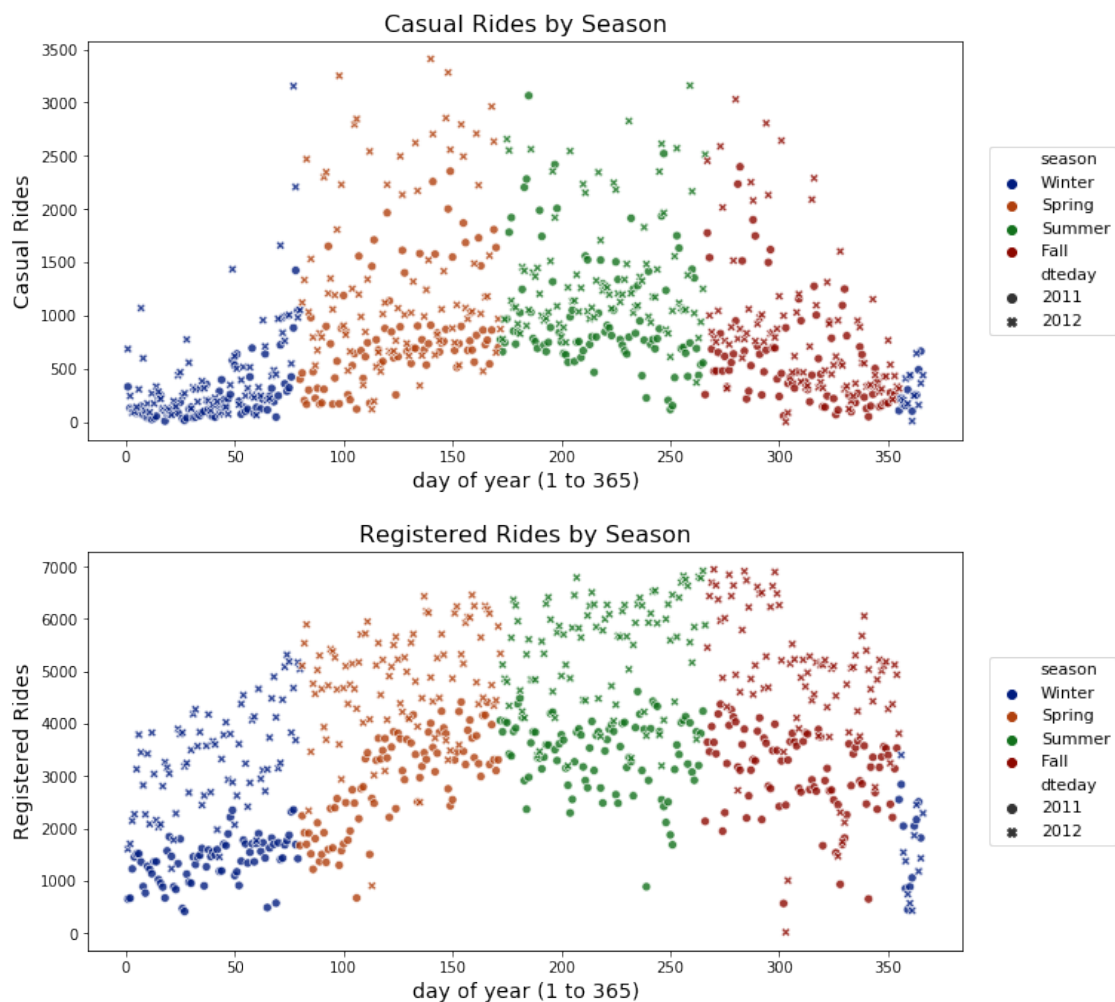 Casual Rides by Season
3500
3000
2500
2000
1500
1000
500
0
Casual Rides
0 50 100 150 200 250 300 350
day of year (1 to 365)
season
Winter
Spring
Summer
Fall
dteday
2011
2012
Registered Rides by Season
7000
6000
5000
4000
3000
2000
1000
0
Registered Rides
0 50 100 150 200 250 300 350
day of year (1 to 365)
season
Winter
Spring
Summer
Fall
dteday
2011
2012